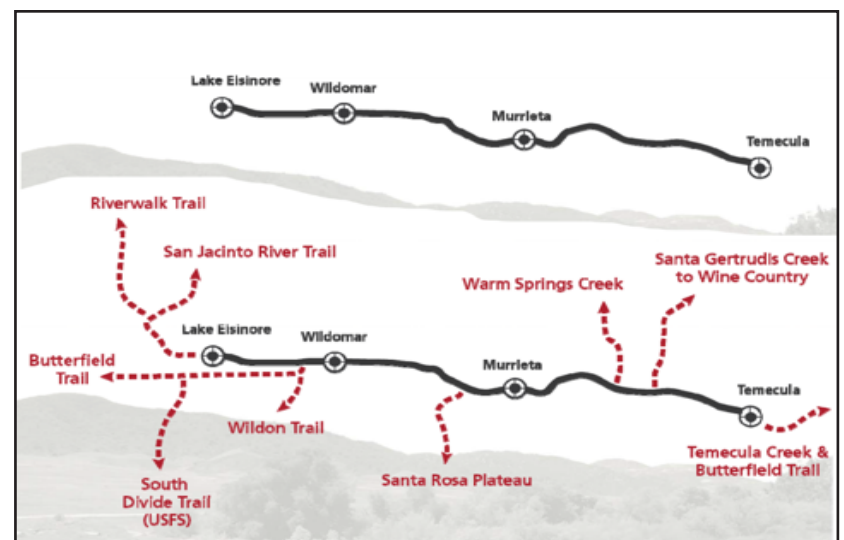 Lake Elsinore
Wildomar
Murrieta
Temecula
Riverwalk Trail
San Jacinto River Trail
Santa Gertrudis Creek
to Wine Country
Warm Springs Creek
Lake Elsinore
Wildomar
Butterfield
Trail
Murrieta
Temecula
Wildon Trail
Temecula Creek &
Butterfield Trail
Santa Rosa Plateau
South
Divide Trail
(USFS)